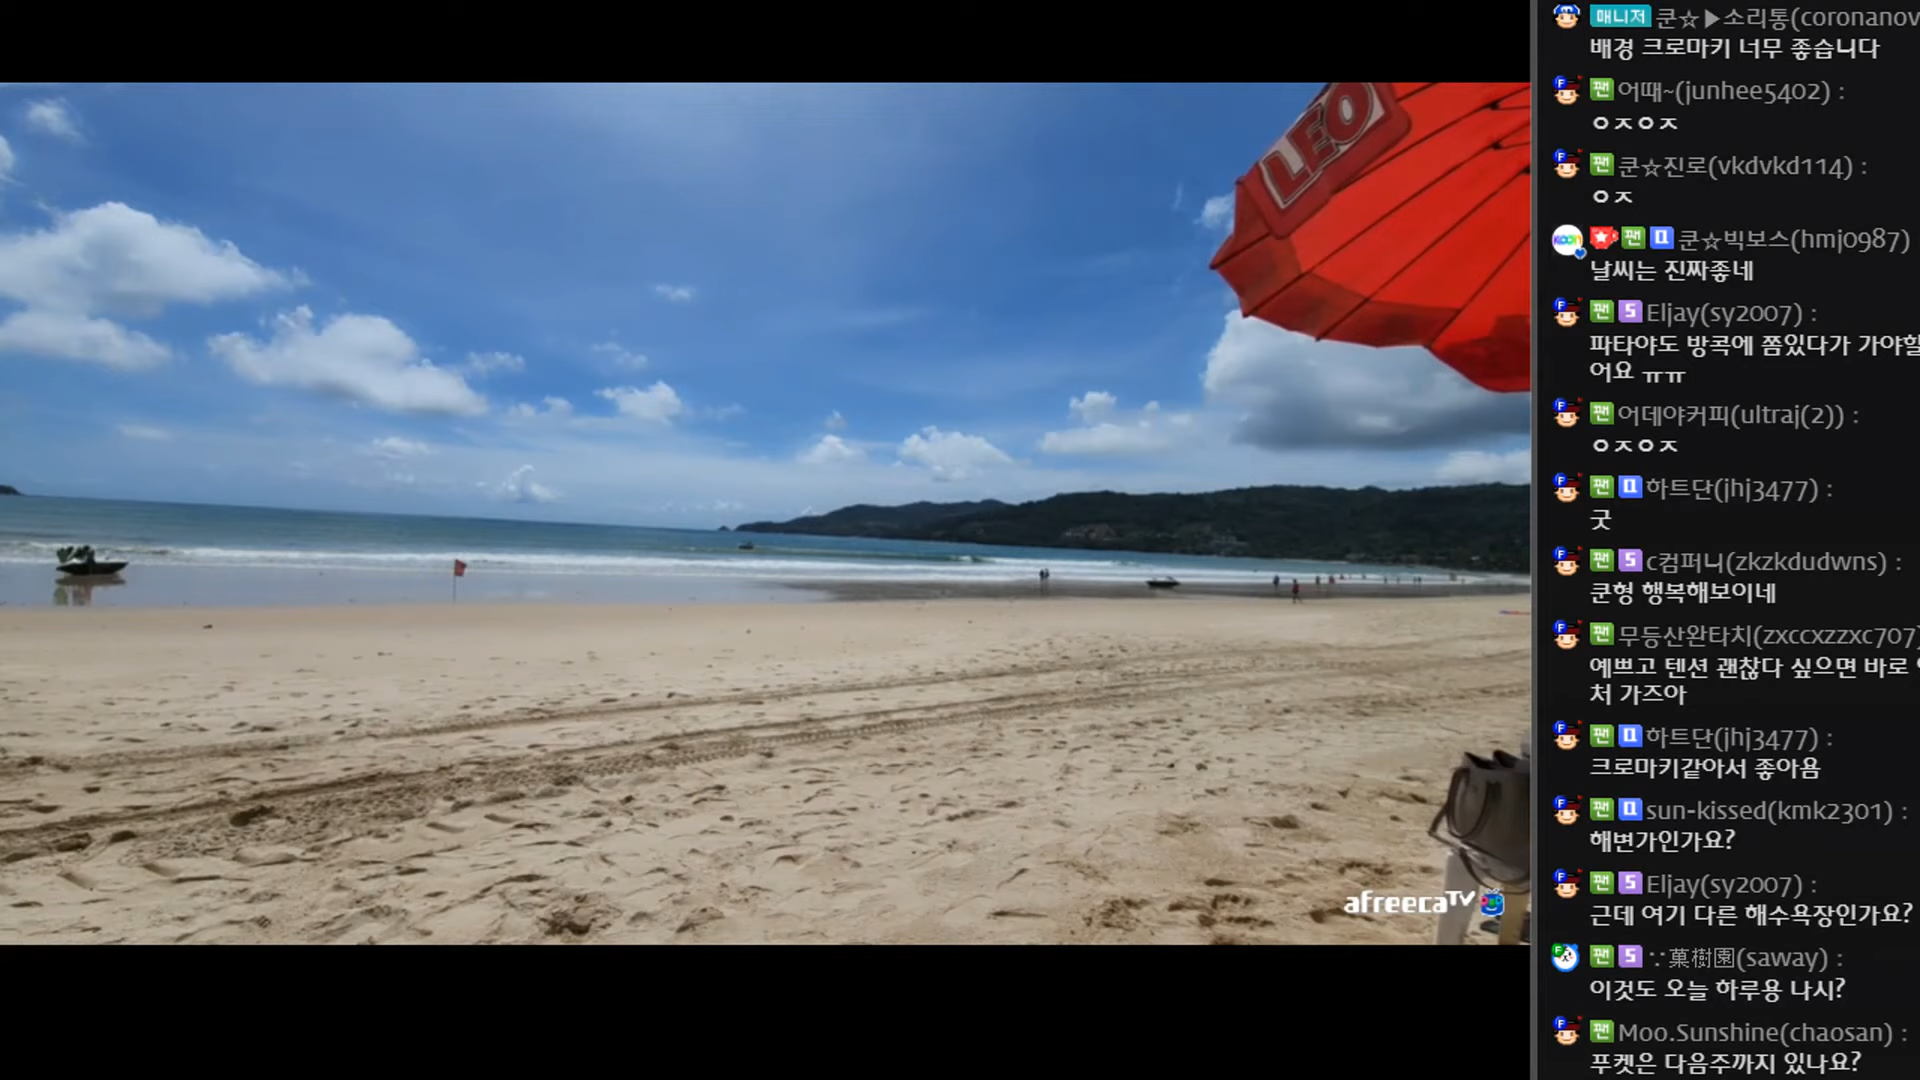 LEO
afreecaTV
매니저 쿤☆▶소리통(coronanov
배경 크로마키 너무 좋습니다
팬 어때~(junhee5402) :
ㅇㅈㅇㅈ
팬 쿤☆진로(vkdvkd114) :
ㅇㅈ
팬 쿤☆빅보스(hmj0987)
날씨는 진짜좋네
팬 S Eljay(sy2007) :
파타야도 방콕에 쫌있다가 가야할
어요 ㅠㅠ
팬 어데야커피(ultraj(2)) :
ㅇㅈㅇㅈ
팬 하트단(jhj3477) :
굿
팬 S c컴퍼니(zkzkdudwns) :
쿤형 행복해보이네
팬 무등산완타치(zxccxzzxc707)
예쁘고 텐션 괜찮다 싶으면 바로
처 가즈아
팬 하트단(jhj3477) :
크로마키같아서 좋아욤
팬 sun-kissed(kmk2301) :
해변가인가요?
팬 S Eljay(sy2007) :
근데 여기 다른 해수욕장인가요?
팬 S ∵菓樹園(saway) :
이것도 오늘 하루용 나시?
팬 Moo.Sunshine(chaosan) :
푸켓은 다음주까지 있나요?